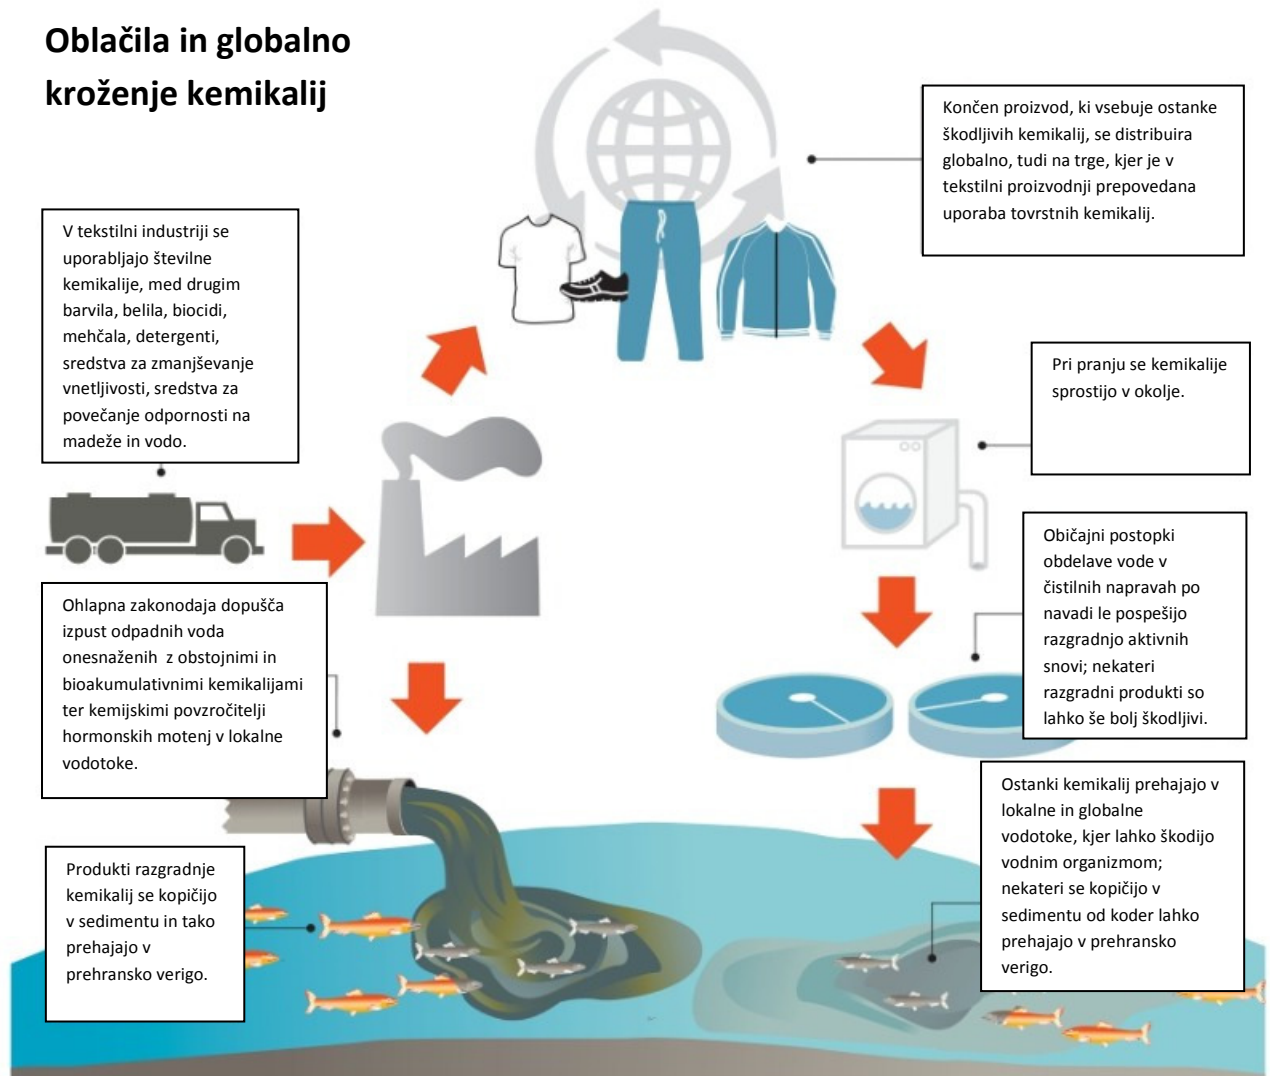 Oblačila in globalno
kroženje kemikalij
Končen proizvod, ki vsebuje ostanke
škodljivih kemikalij, se distribuira
globalno, tudi na trge, kjer je v
tekstilni proizvodnji prepovedana
uporaba tovrstnih kemikalij.
V tekstilni industriji se
uporabljajo številne
kemikalije, med drugim
barvila, belila, biocidi,
mehčala, detergenti,
sredstva za zmanjševanje
vnetljivosti, sredstva za
povečanje odpornosti na
madeže in vodo.
Pri pranju se kemikalije
sprostijo v okolje.
Običajni postopki
obdelave vode v
čistilnih napravah po
navadi le pospešijo
razgradnjo aktivnih
snovi; nekateri
razgradni produkti so
lahko še bolj škodljivi.
Ohlapna zakonodaja dopušča
izpust odpadnih voda
onesnaženih z obstojnimi in
bioakumulativnimi kemikalijami
ter kemijskimi povzročitelji
hormonskih motenj v lokalne
vodotoke.
Ostanki kemikalij prehajajo v
lokalne in globalne
vodotoke, kjer lahko škodijo
vodnim organizmom;
nekateri se kopičijo v
sedimentu od koder lahko
prehajajo v prehransko
verigo.
Produkti razgradnje
kemikalij se kopičijo
v sedimentu in tako
prehajajo v
prehransko verigo.